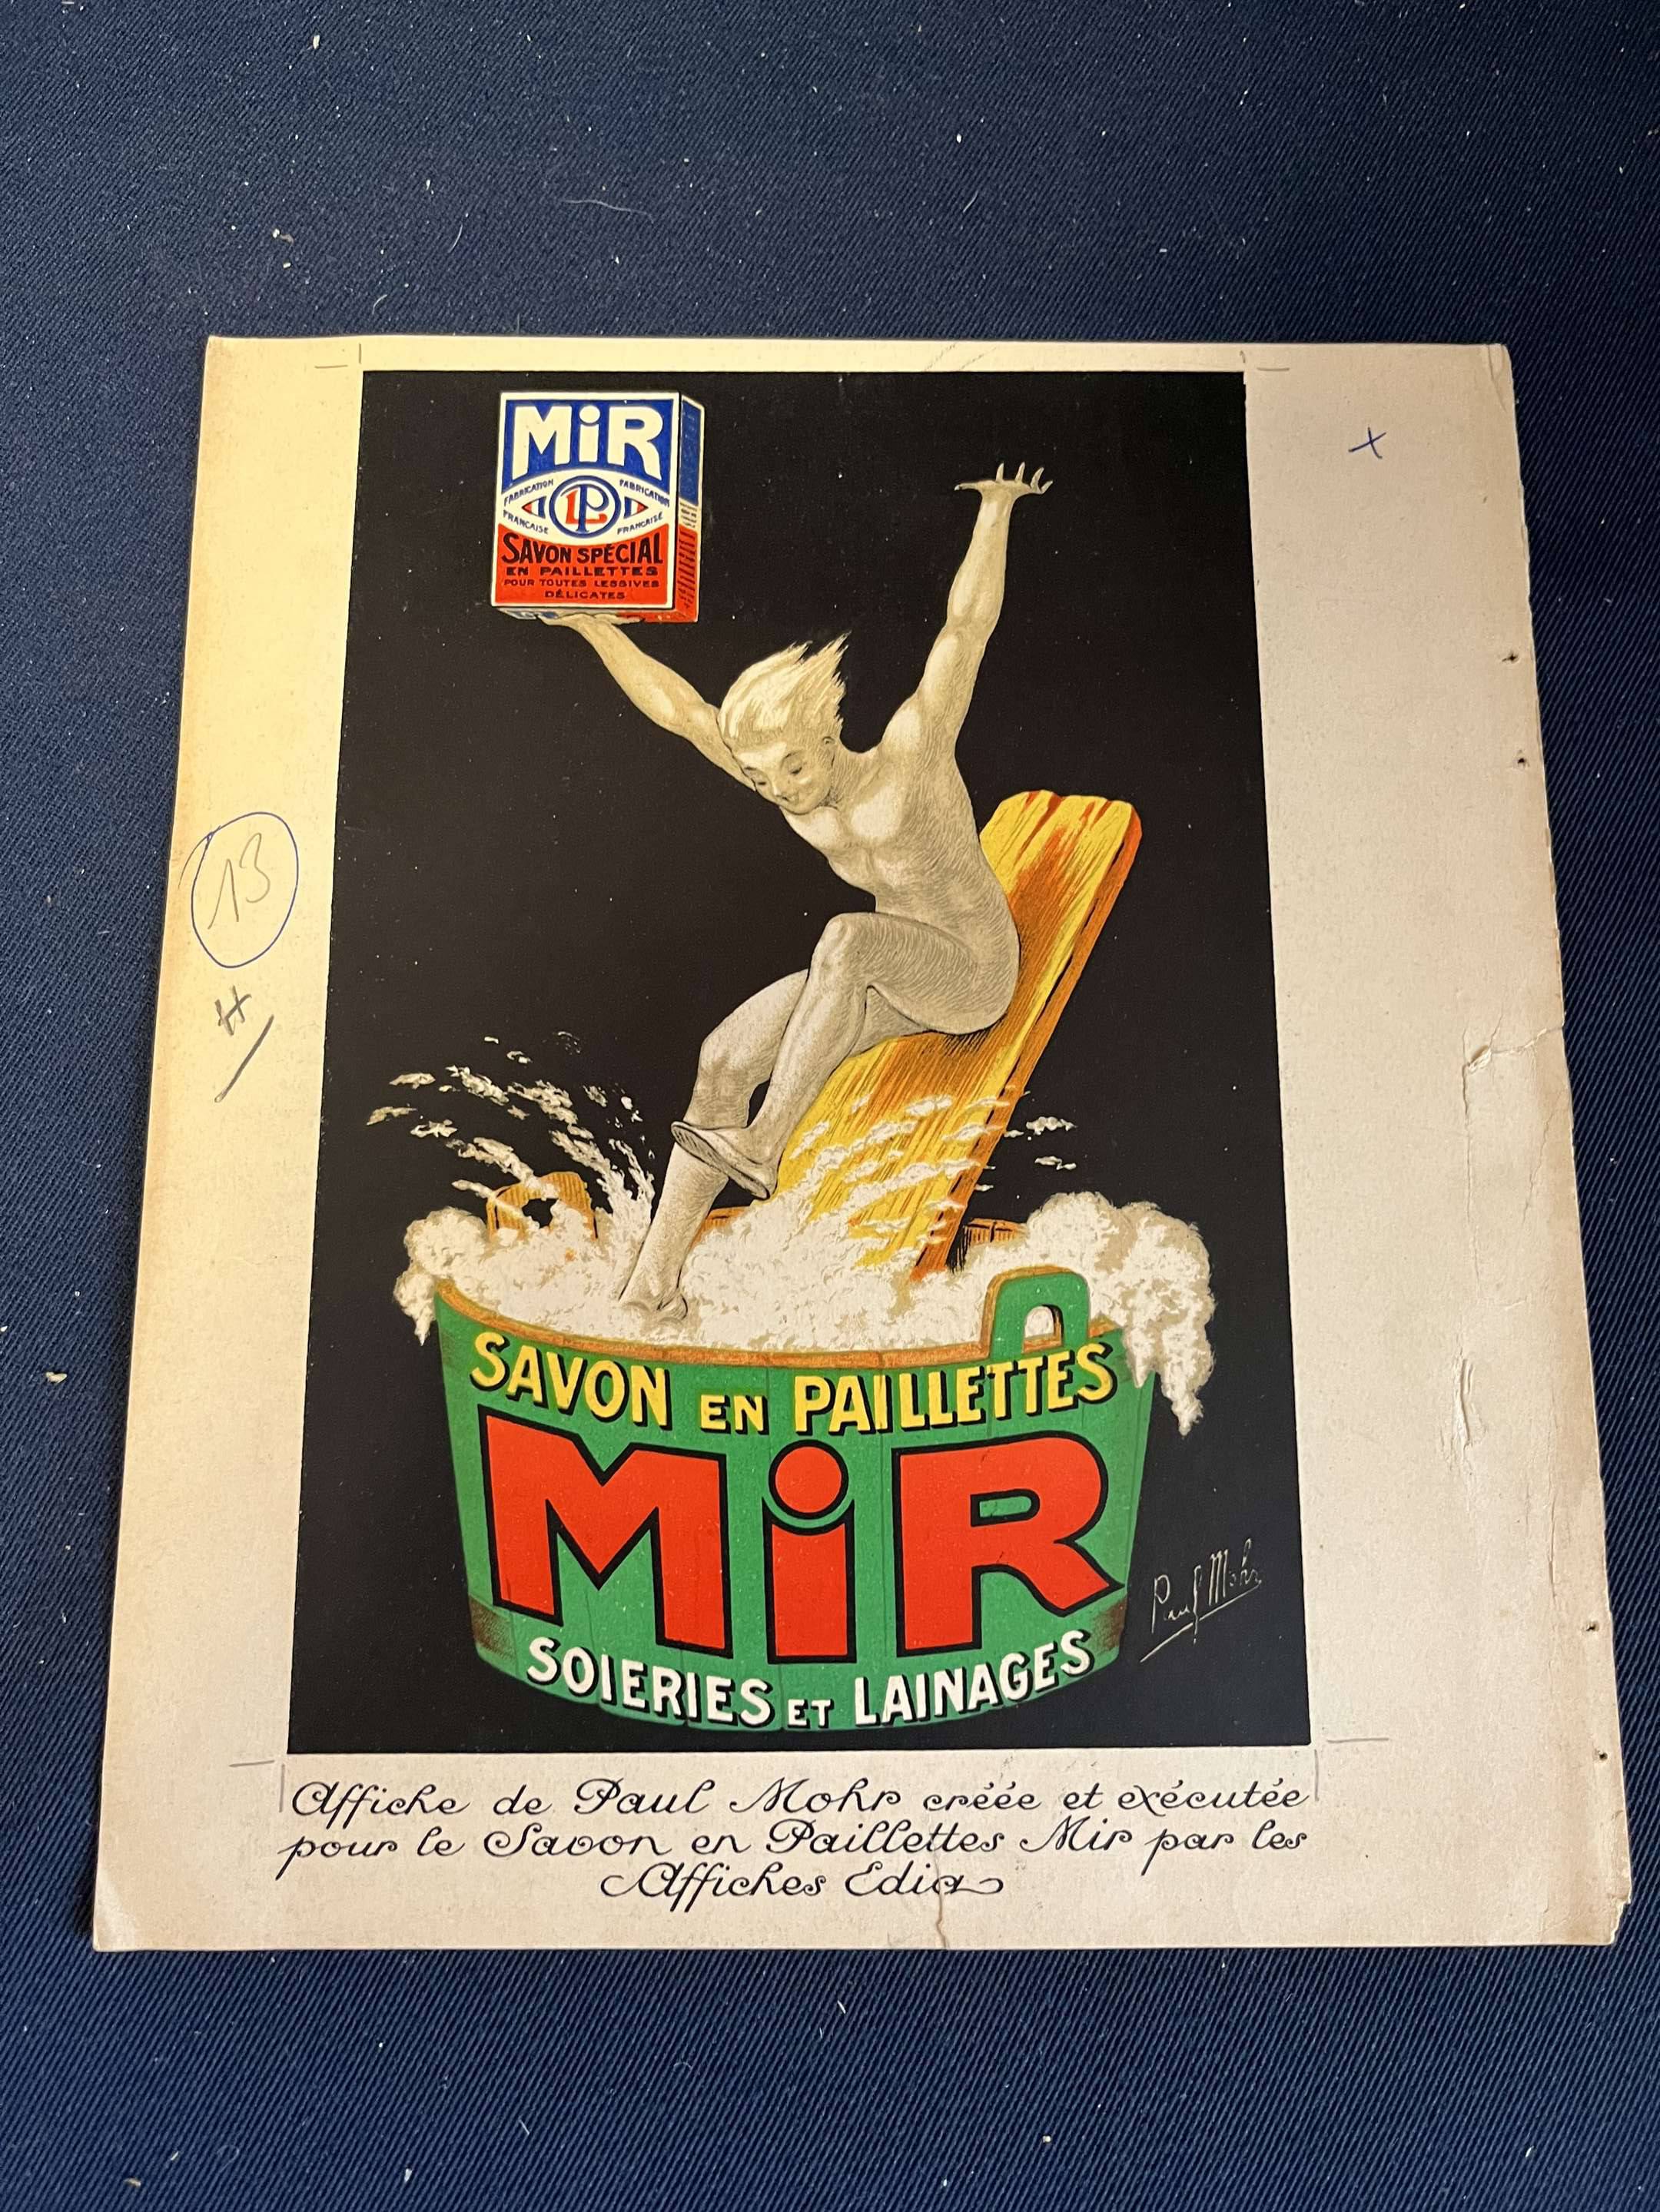 MiR
FABRICATION FABRICATION
LP
FRANÇAISE FRANÇAISE
SAVON SPÉCIAL
EN PAILLETTES
POUR TOUTES LESSIVES
DÉLICATES
13
H
SAVON EN PAILLETTES
MiR
SOIERIES ET LAINAGES
Paul Mohr
Affiche de Paul Mohr créée et exécutée
pour le Savon en Paillettes Mir par les
Affiches Edia